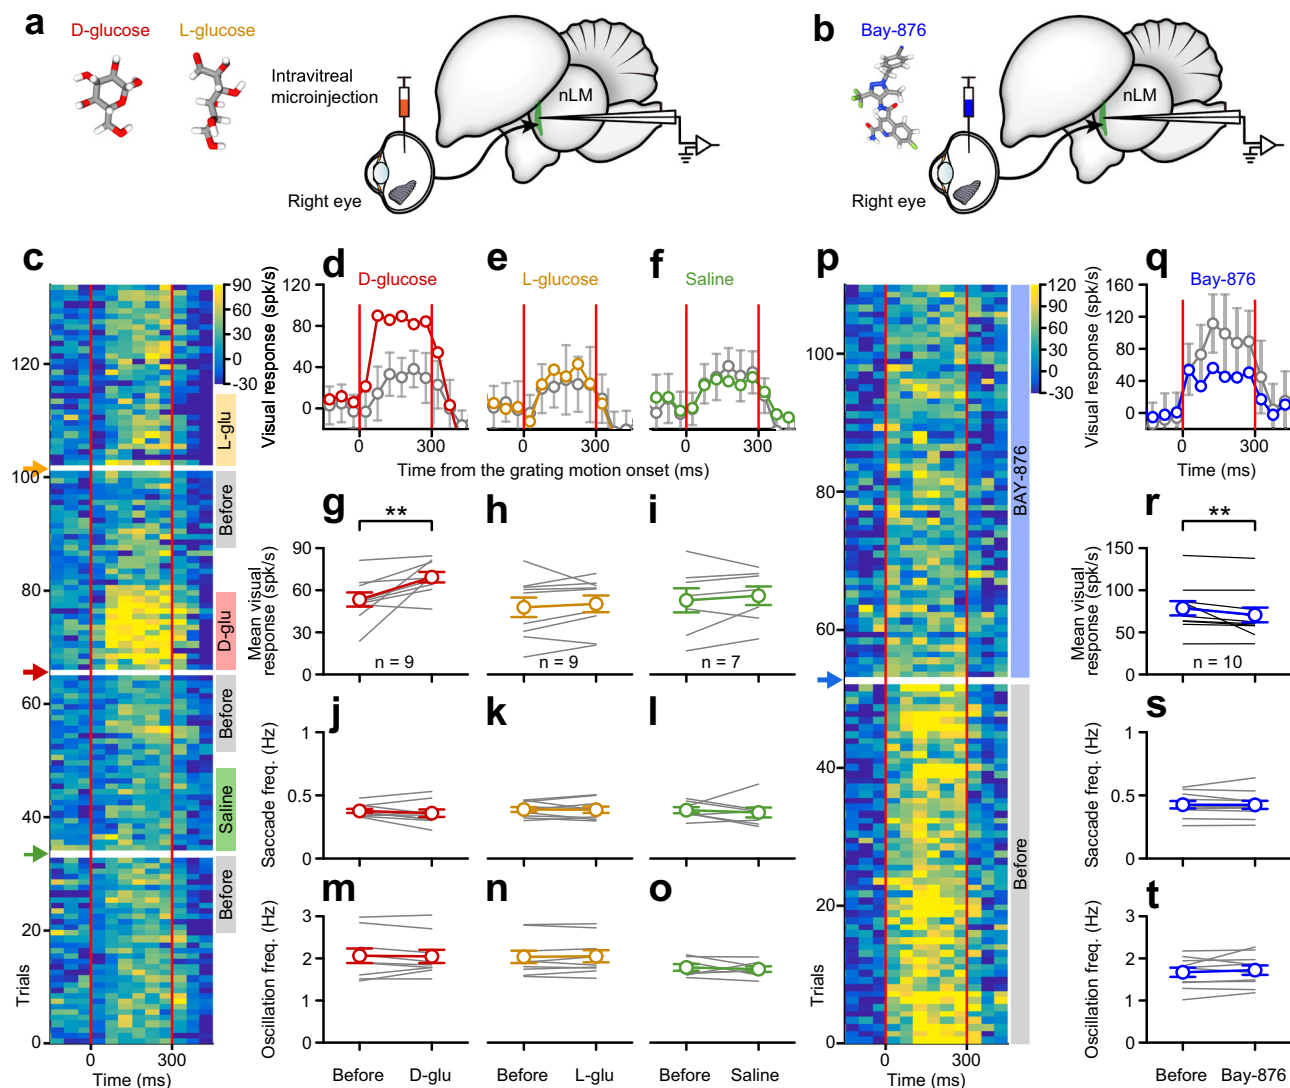 a
D-glucose
L-glucose
Intravitreal
microinjection
nLM
Right eye
b
Bay-876
nLM
Right eye
c
90
60
30
0
-30
120
100
80
60
40
20
0
Trials
0
300
Time (ms)
L-glu
Before
D-glu
Before
Saline
Before
d
D-glucose
Visual response (spk/s)
120
80
40
0
0
300
e
L-glucose
0
300
f
Saline
0
300
Time from the grating motion onset (ms)
g
**
Mean visual
response (spk/s)
90
60
30
0
n = 9
h
n = 9
i
n = 7
j
Saccade freq. (Hz)
1
0.5
0
k
l
m
Oscillation freq. (Hz)
3
2
1
0
Before
D-glu
n
Before
L-glu
o
Before
Saline
p
120
90
60
30
0
-30
100
80
60
40
20
0
Trials
0
300
Time (ms)
BAY-876
Before
q
Bay-876
Visual response (spk/s)
160
120
80
40
0
0
300
Time (ms)
r
**
Mean visual
response (spk/s)
150
100
50
0
n = 10
s
Saccade freq. (Hz)
1
0.5
0
t
Oscillation freq. (Hz)
3
2
1
0
Before
Bay-876